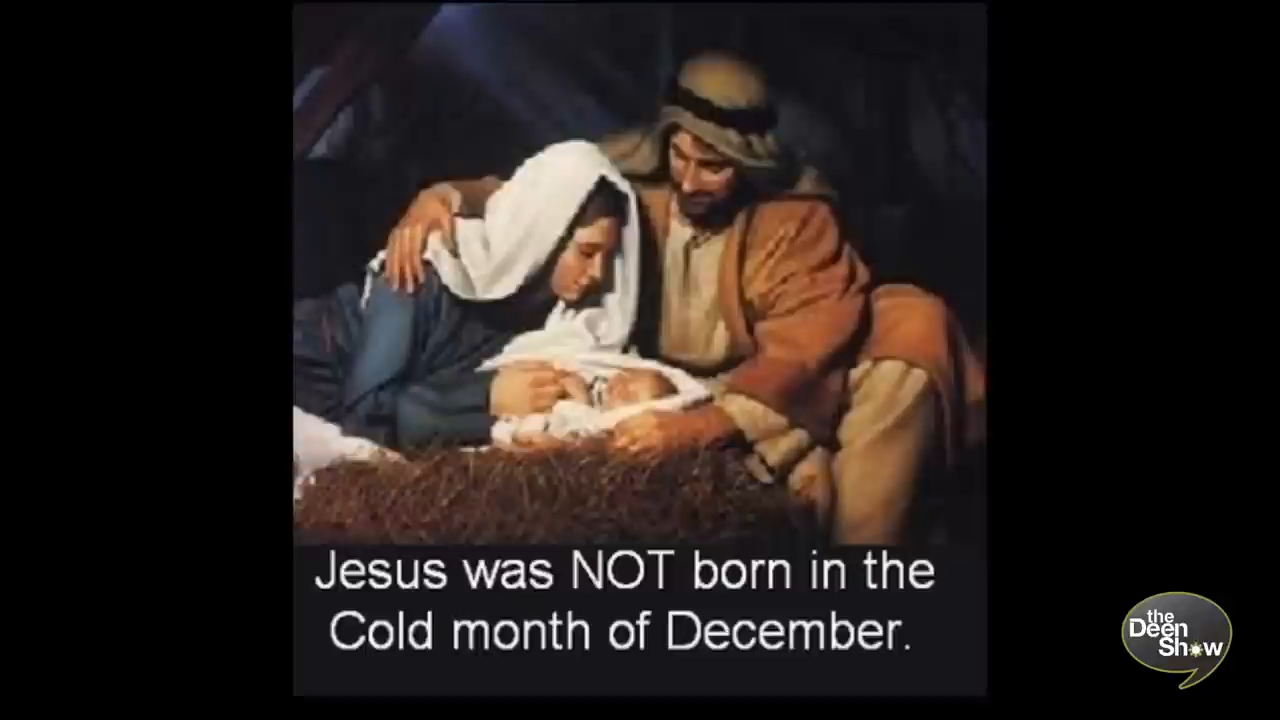 Jesus was NOT born in the
Cold month of December.
the
Deen
Show